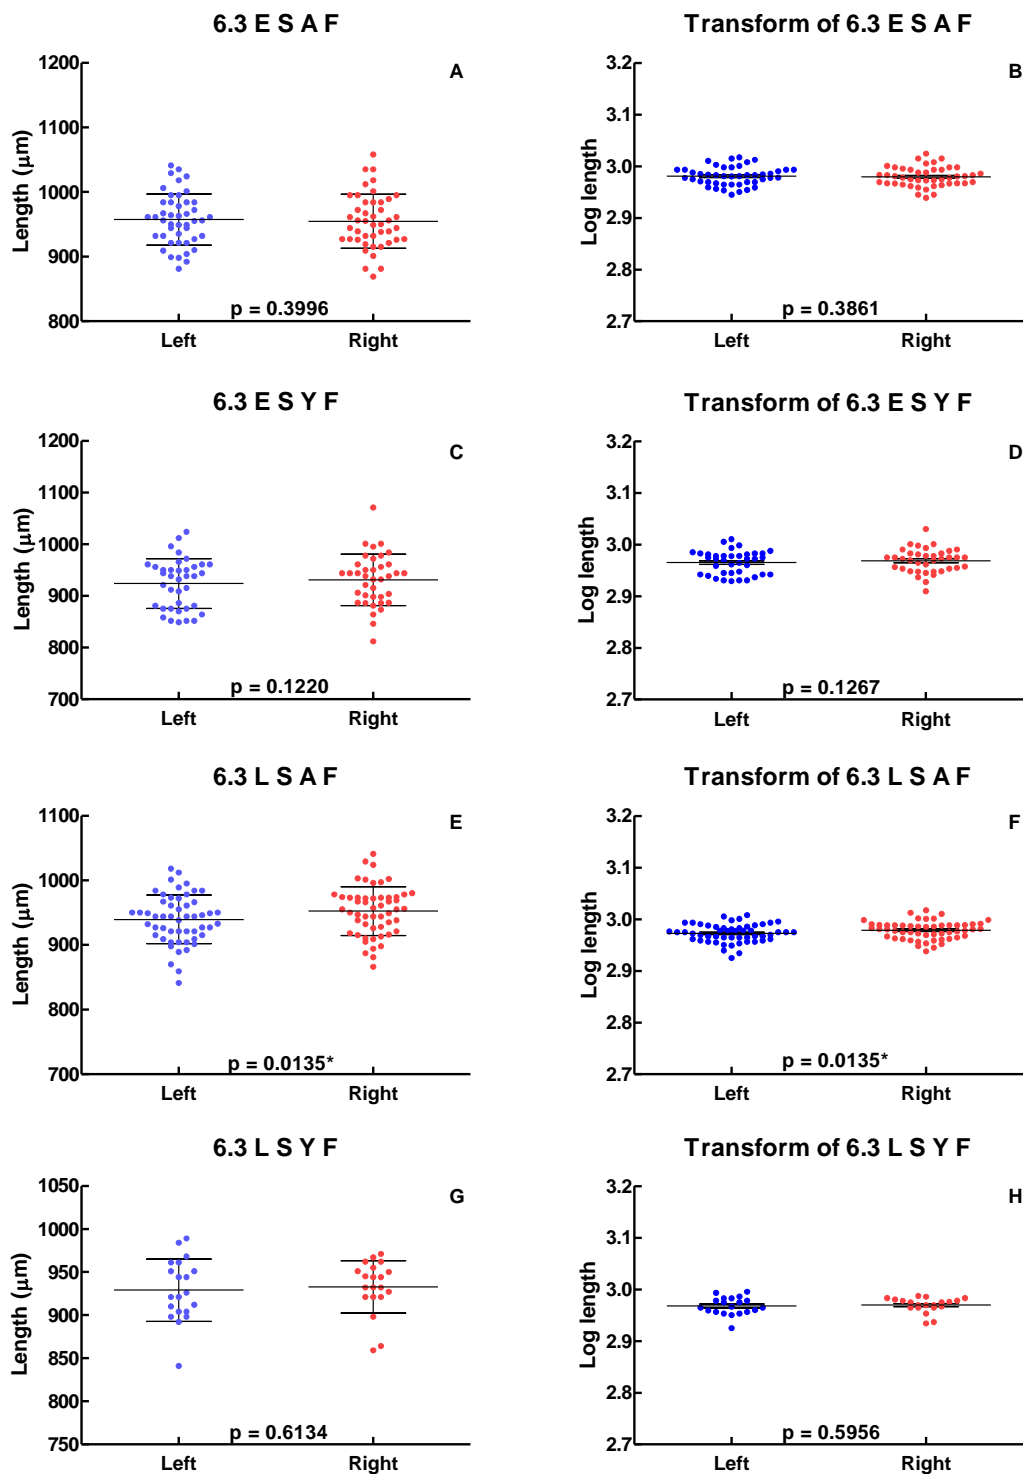 6.3 E S A F
A
Length (μm)
1200
1100
1000
900
800
p = 0.3996
Left Right
Transform of 6.3 E S A F
B
Log length
3.2
3.1
3.0
2.9
2.8
2.7
p = 0.3861
Left Right
6.3 E S Y F
C
Length (μm)
1200
1100
1000
900
800
700
p = 0.1220
Left Right
Transform of 6.3 E S Y F
D
Log length
3.2
3.1
3.0
2.9
2.8
2.7
p = 0.1267
Left Right
6.3 L S A F
E
Length (μm)
1100
1000
900
800
700
p = 0.0135*
Left Right
Transform of 6.3 L S A F
F
Log length
3.2
3.1
3.0
2.9
2.8
2.7
p = 0.0135*
Left Right
6.3 L S Y F
G
Length (μm)
1050
1000
950
900
850
800
750
p = 0.6134
Left Right
Transform of 6.3 L S Y F
H
Log length
3.2
3.1
3.0
2.9
2.8
2.7
p = 0.5956
Left Right